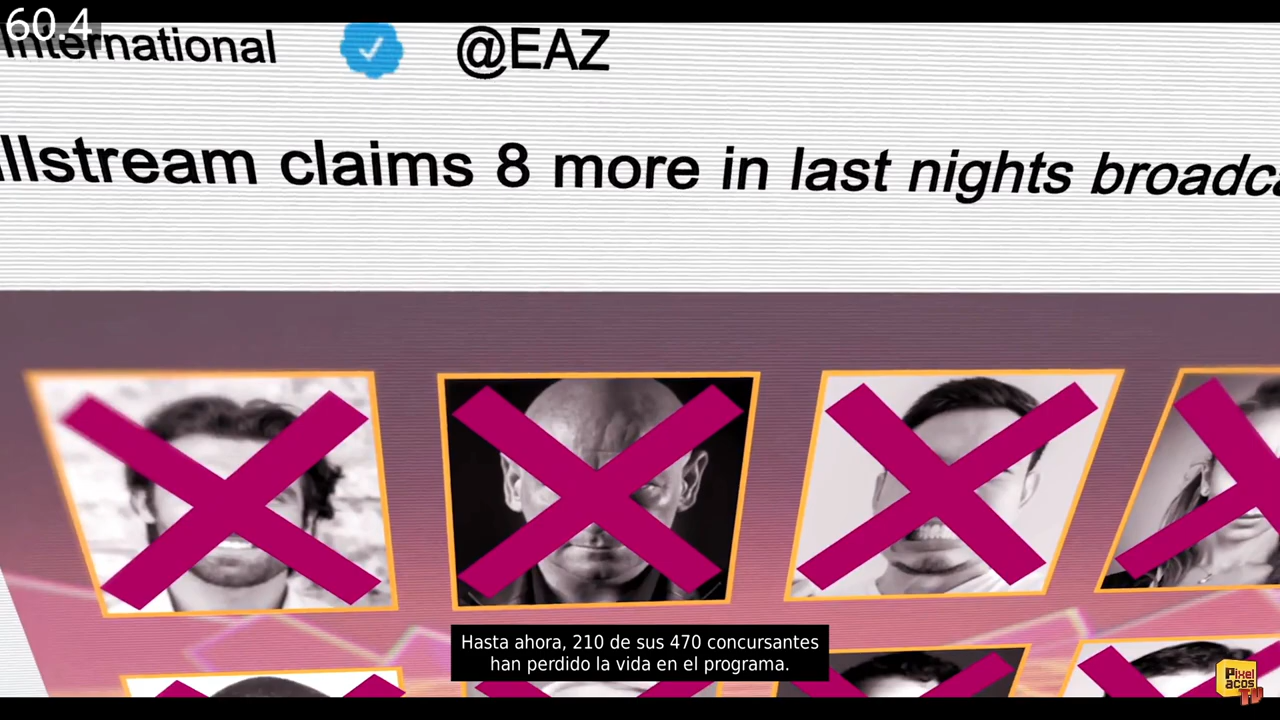 60.4
International @EAZ
llstream claims 8 more in last nights broadca
Hasta ahora, 210 de sus 470 concursantes
han perdido la vida en el programa.
Pixel
acos
TV